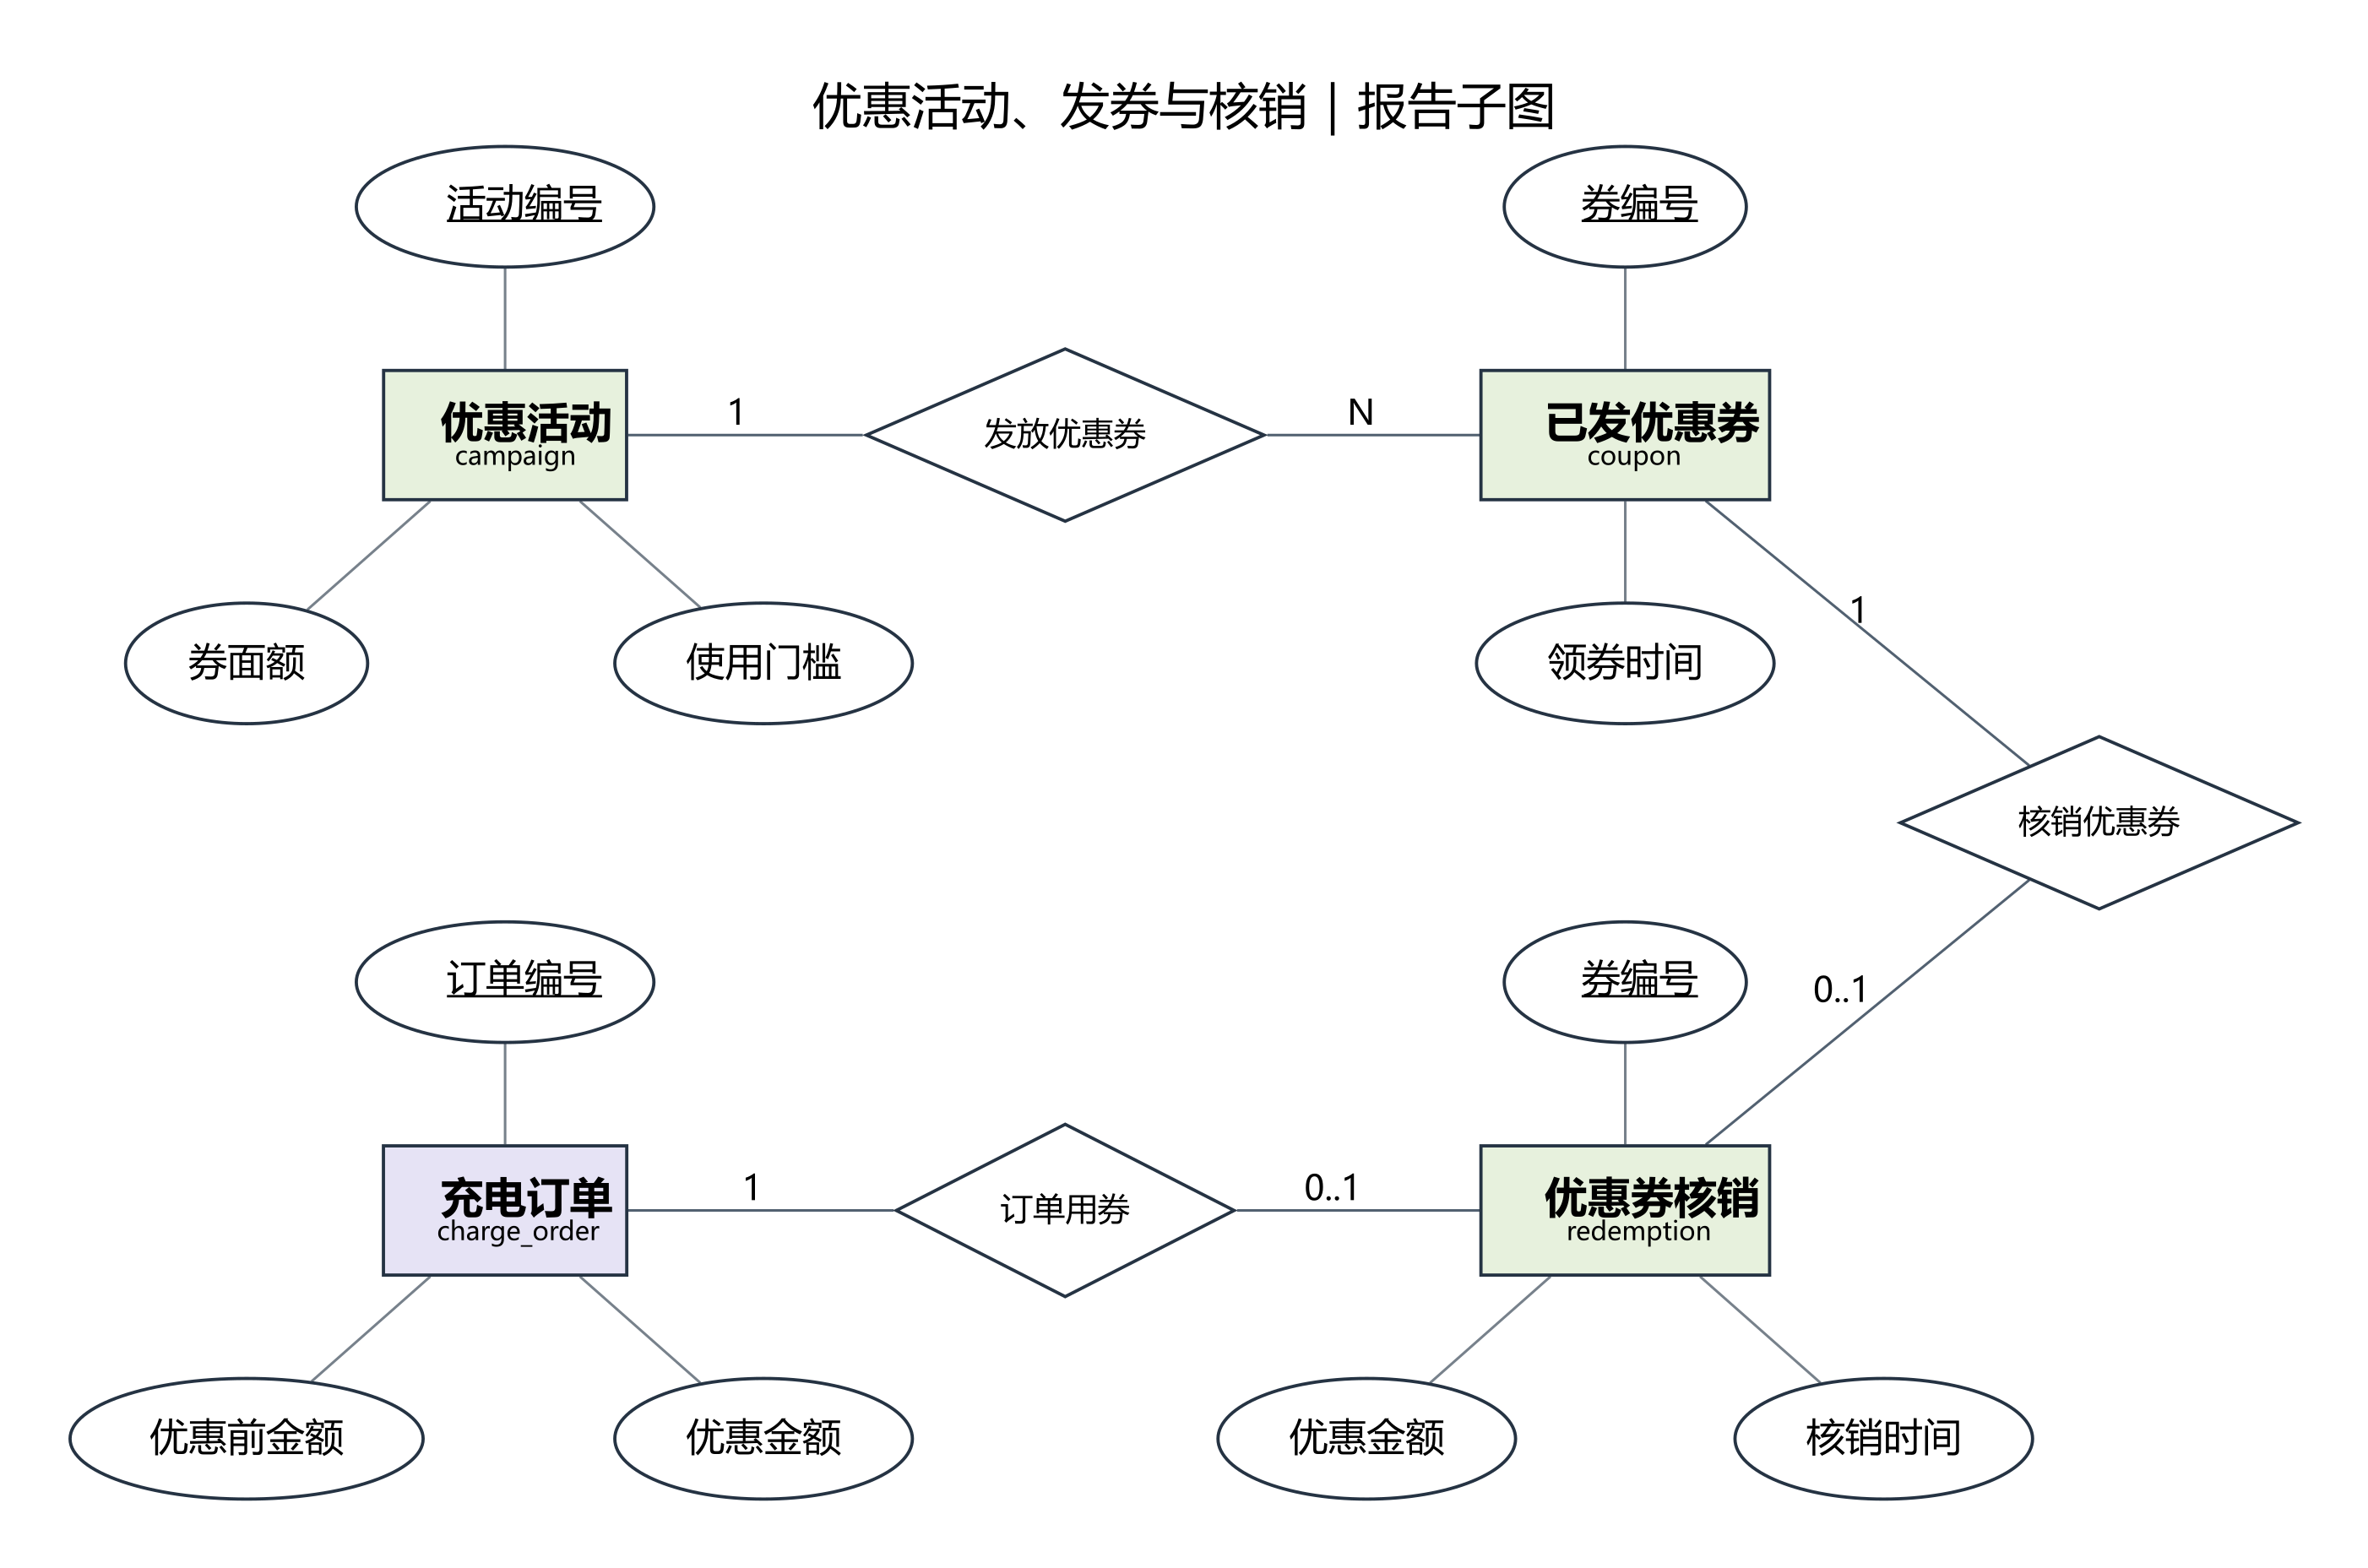 优惠活动、发券与核销 | 报告子图
活动编号
券编号
优惠活动
campaign
1
发放优惠券
N
已发优惠券
coupon
券面额
使用门槛
领券时间
1
核销优惠券
订单编号
券编号
0..1
充电订单
charge_order
1
订单用券
0..1
优惠券核销
redemption
优惠前金额
优惠金额
优惠金额
核销时间